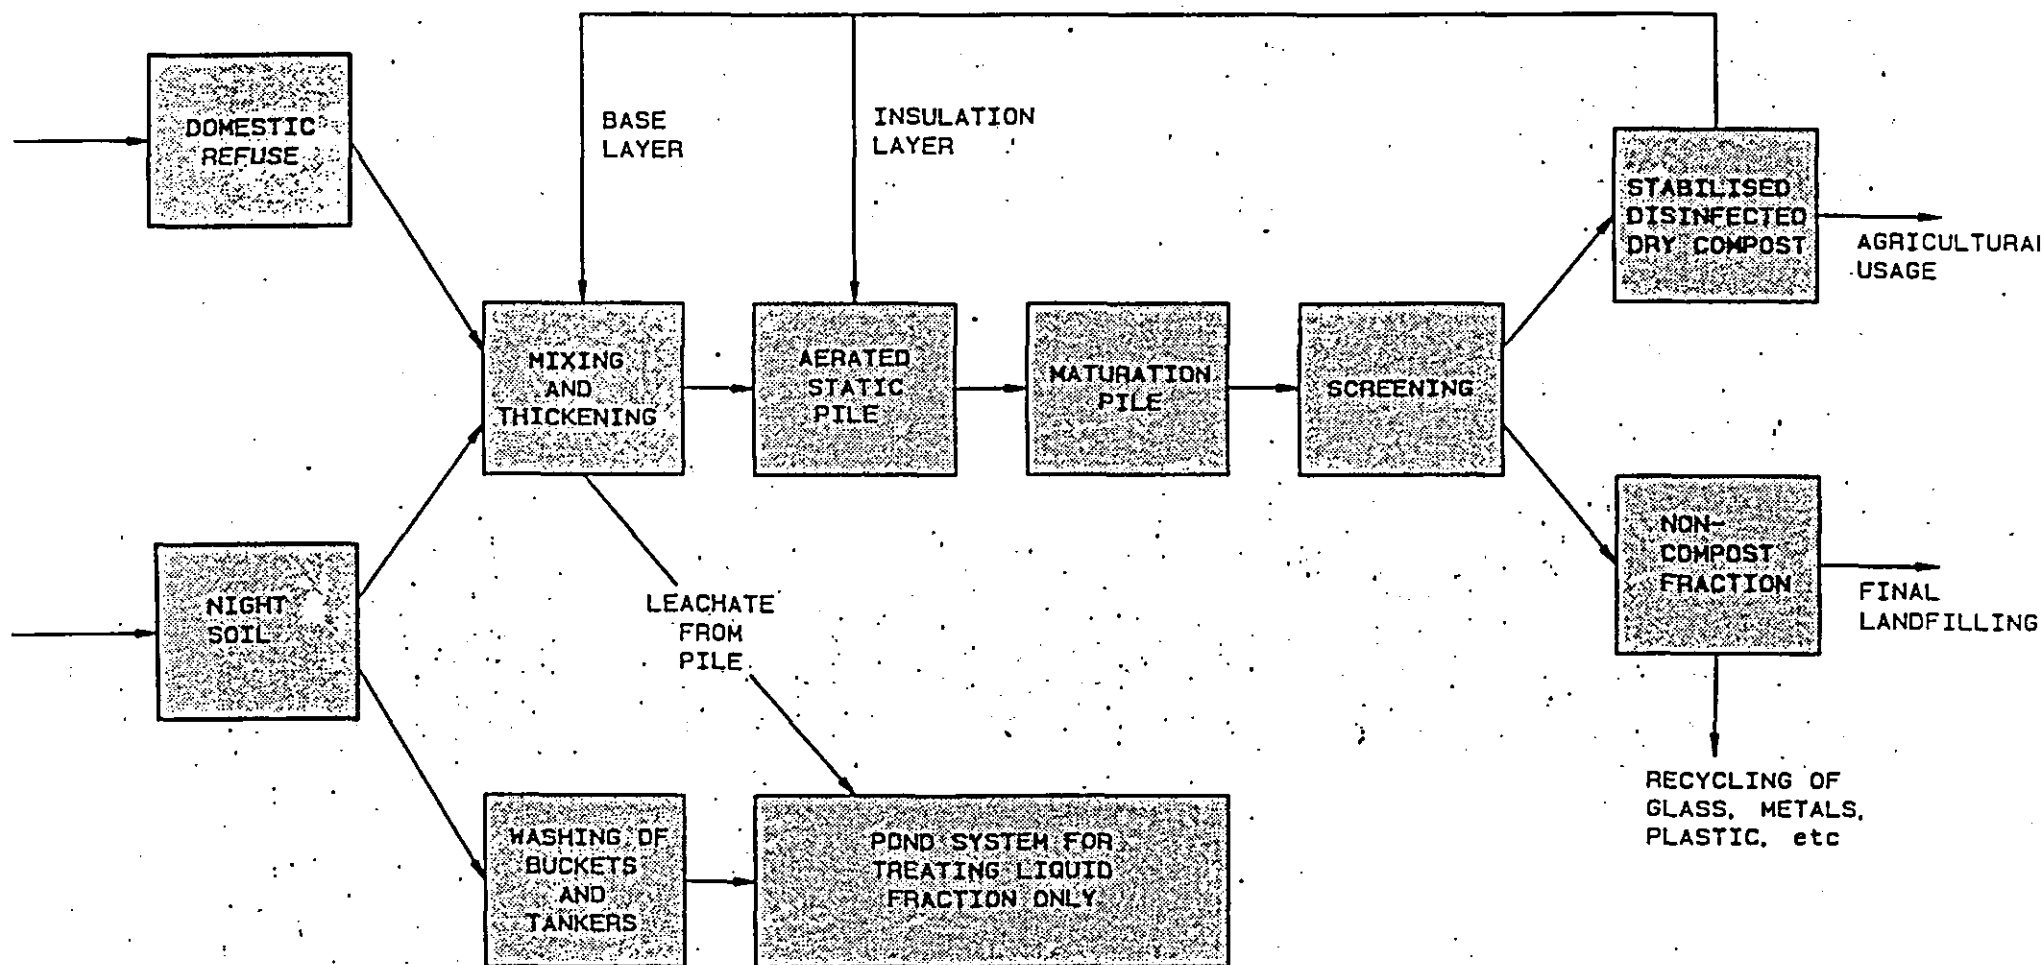 DOMESTIC
REFUSE
BASE
LAYER
INSULATION
LAYER
STABILISED
DISINFECTED
DRY COMPOST
AGRICULTURAL
USAGE
MIXING
AND
THICKENING
AERATED
STATIC
PILE
MATURATION
PILE
SCREENING
NON-
COMPOST
FRACTION
FINAL
LANDFILLING
NIGHT
SOIL
LEACHATE
FROM
PILE
RECYCLING OF
GLASS, METALS,
PLASTIC, etc
WASHING OF
BUCKETS
AND
TANKERS
POND SYSTEM FOR
TREATING LIQUID
FRACTION ONLY